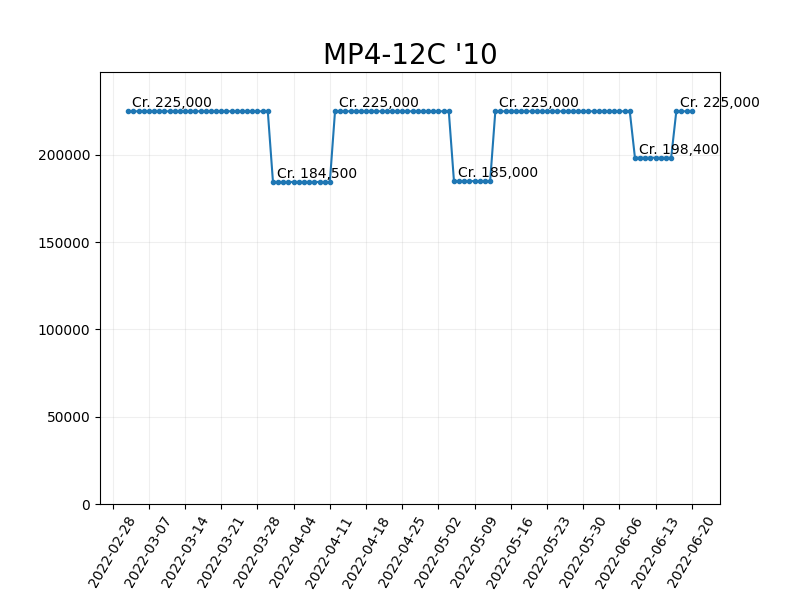 MP4-12C '10
Cr. 225,000
Cr. 225,000
Cr. 225,000
Cr. 225,000
Cr. 184,500
Cr. 185,000
Cr. 198,400
200000
150000
100000
50000
0
2022-02-28
2022-03-07
2022-03-14
2022-03-21
2022-03-28
2022-04-04
2022-04-11
2022-04-18
2022-04-25
2022-05-02
2022-05-09
2022-05-16
2022-05-23
2022-05-30
2022-06-06
2022-06-13
2022-06-20